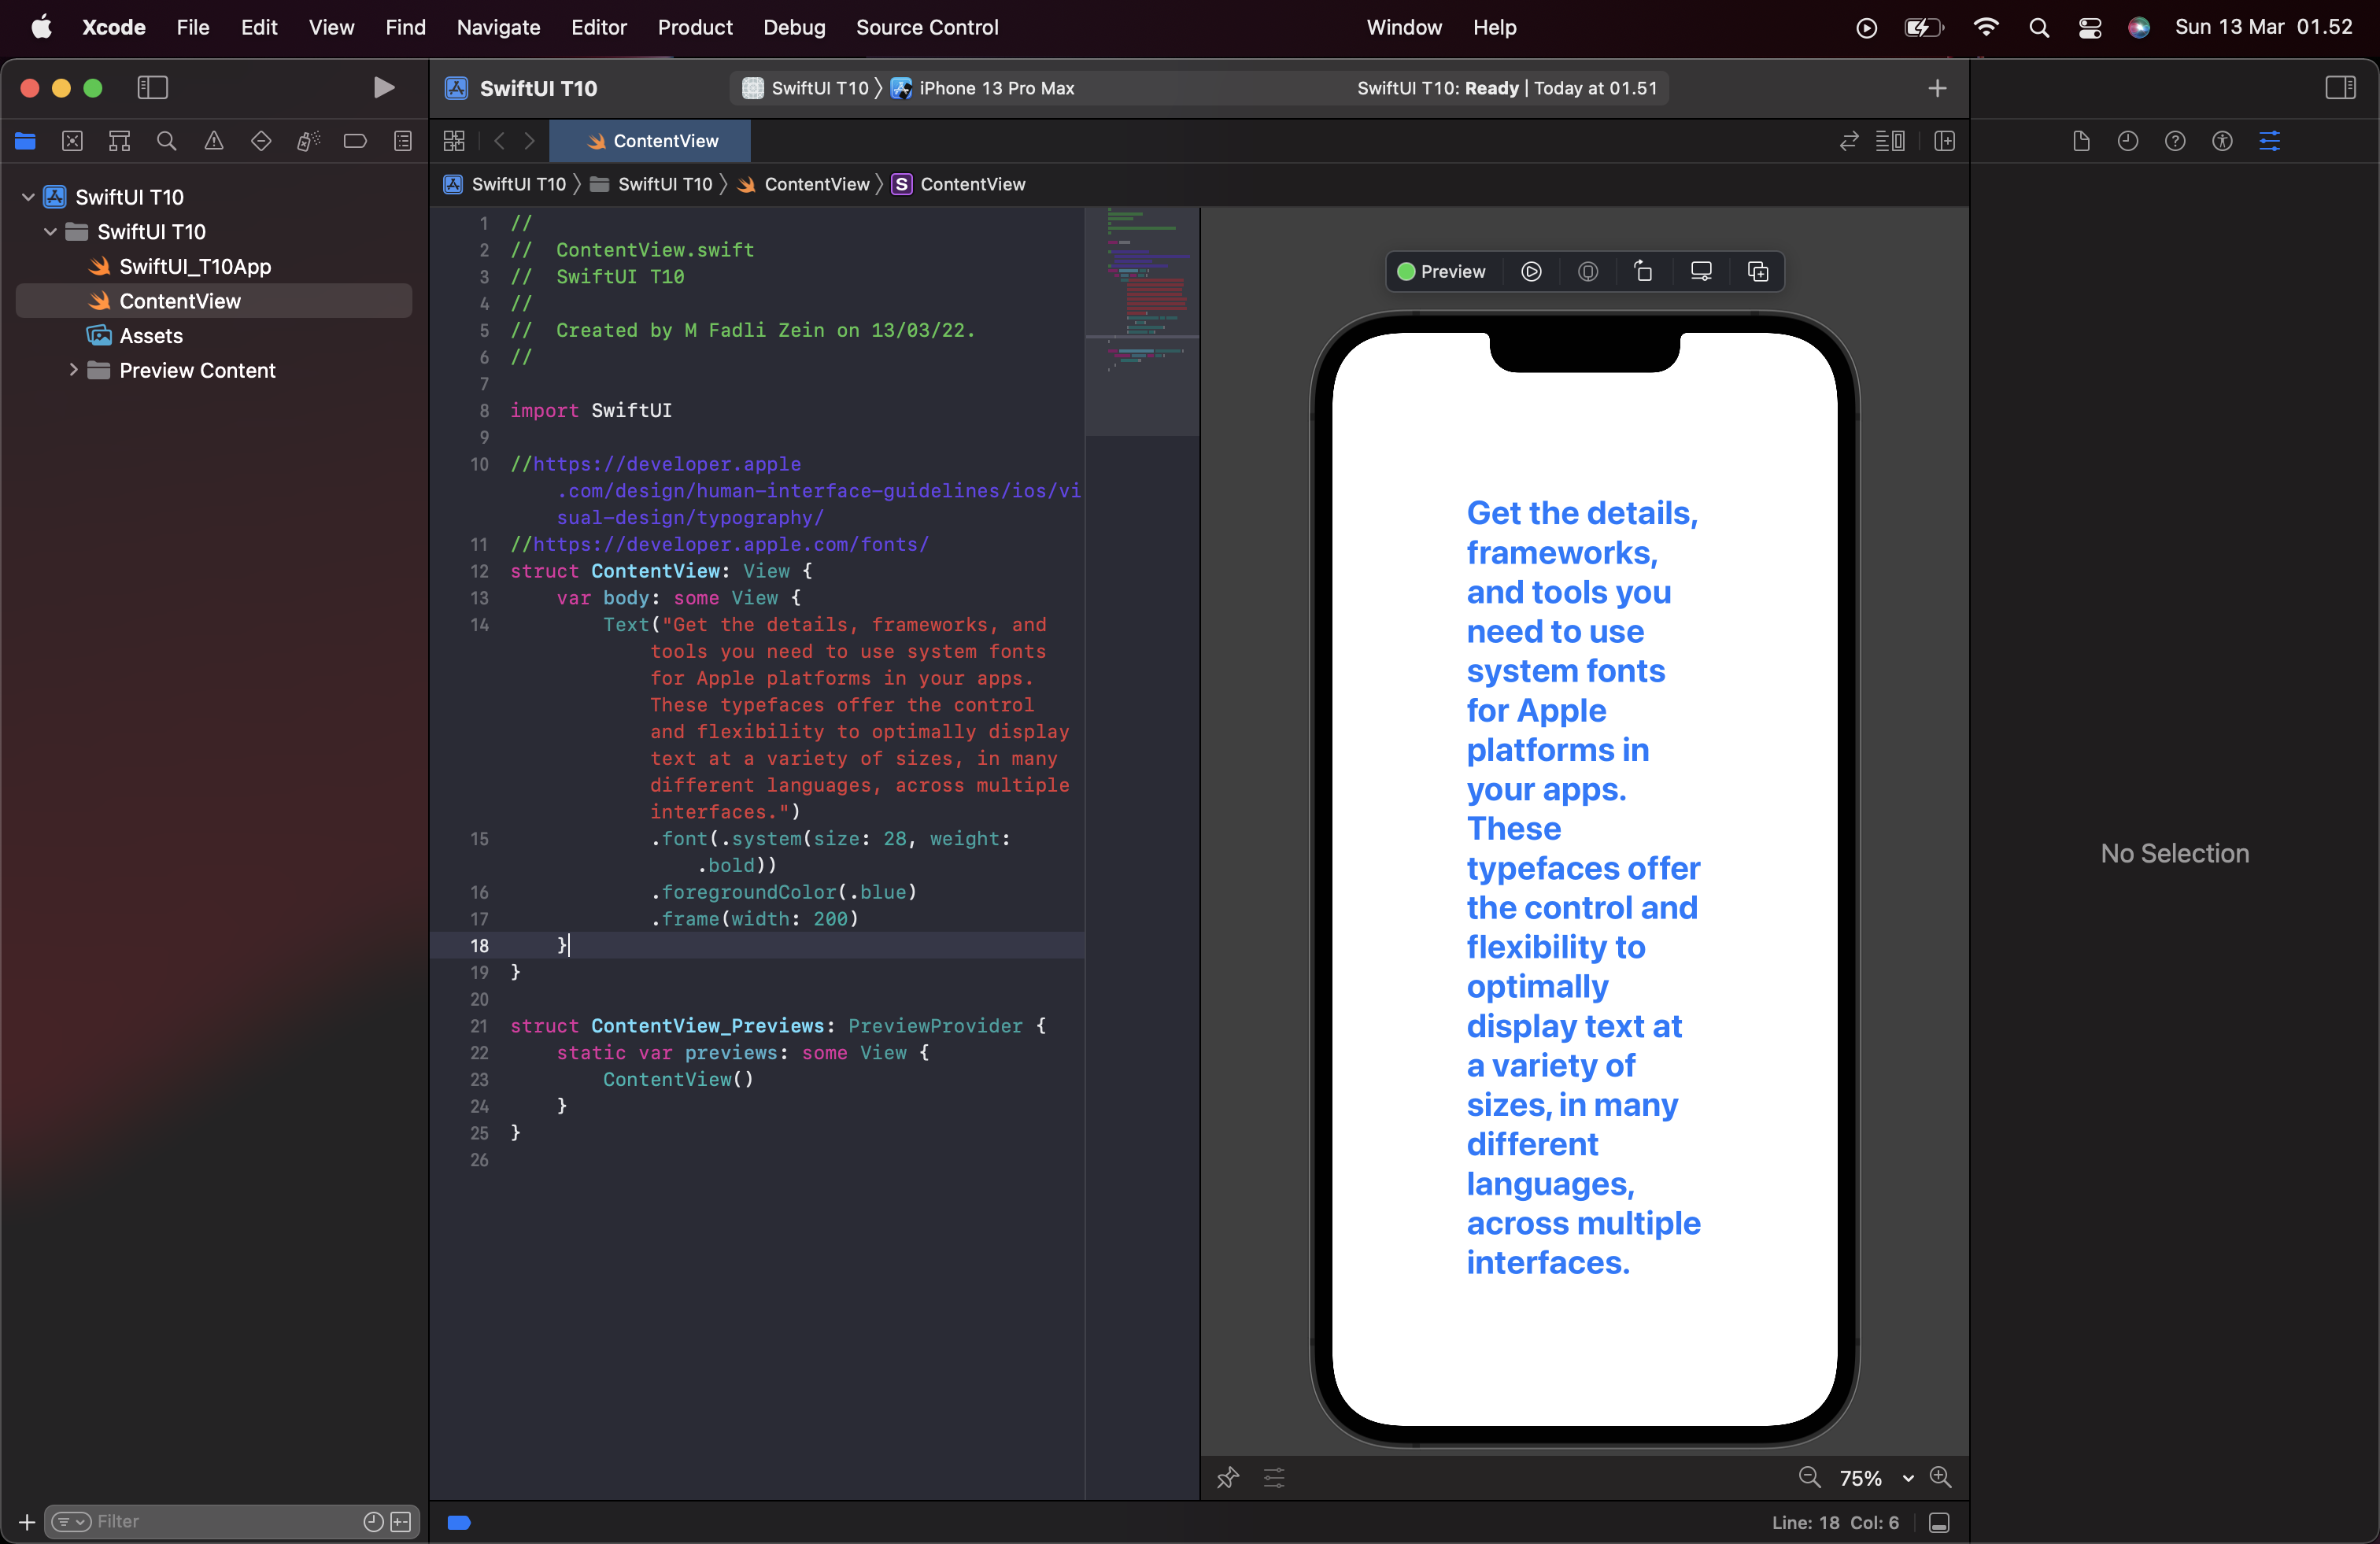 Xcode File Edit View Find Navigate Editor Product Debug Source Control Window Help Sun 13 Mar 01.52
SwiftUI T10
SwiftUI T10 iPhone 13 Pro Max
SwiftUI T10: Ready | Today at 01.51
ContentView
SwiftUI T10 SwiftUI T10 ContentView S ContentView
SwiftUI T10
SwiftUI T10
SwiftUI_T10App
ContentView
Assets
Preview Content
1 //
2 //  ContentView.swift
3 //  SwiftUI T10
4 //
5 //  Created by M Fadli Zein on 13/03/22.
6 //
7
8 import SwiftUI
9
10 //https://developer.apple
.com/design/human-interface-guidelines/ios/vi
sual-design/typography/
11 //https://developer.apple.com/fonts/
12 struct ContentView: View {
13     var body: some View {
14         Text("Get the details, frameworks, and
tools you need to use system fonts
for Apple platforms in your apps.
These typefaces offer the control
and flexibility to optimally display
text at a variety of sizes, in many
different languages, across multiple
interfaces.")
15             .font(.system(size: 28, weight:
.bold))
16             .foregroundColor(.blue)
17             .frame(width: 200)
18     }
19 }
20
21 struct ContentView_Previews: PreviewProvider {
22     static var previews: some View {
23         ContentView()
24     }
25 }
26
Preview
Get the details,
frameworks,
and tools you
need to use
system fonts
for Apple
platforms in
your apps.
These
typefaces offer
the control and
flexibility to
optimally
display text at
a variety of
sizes, in many
different
languages,
across multiple
interfaces.
No Selection
75%
Filter
Line: 18 Col: 6